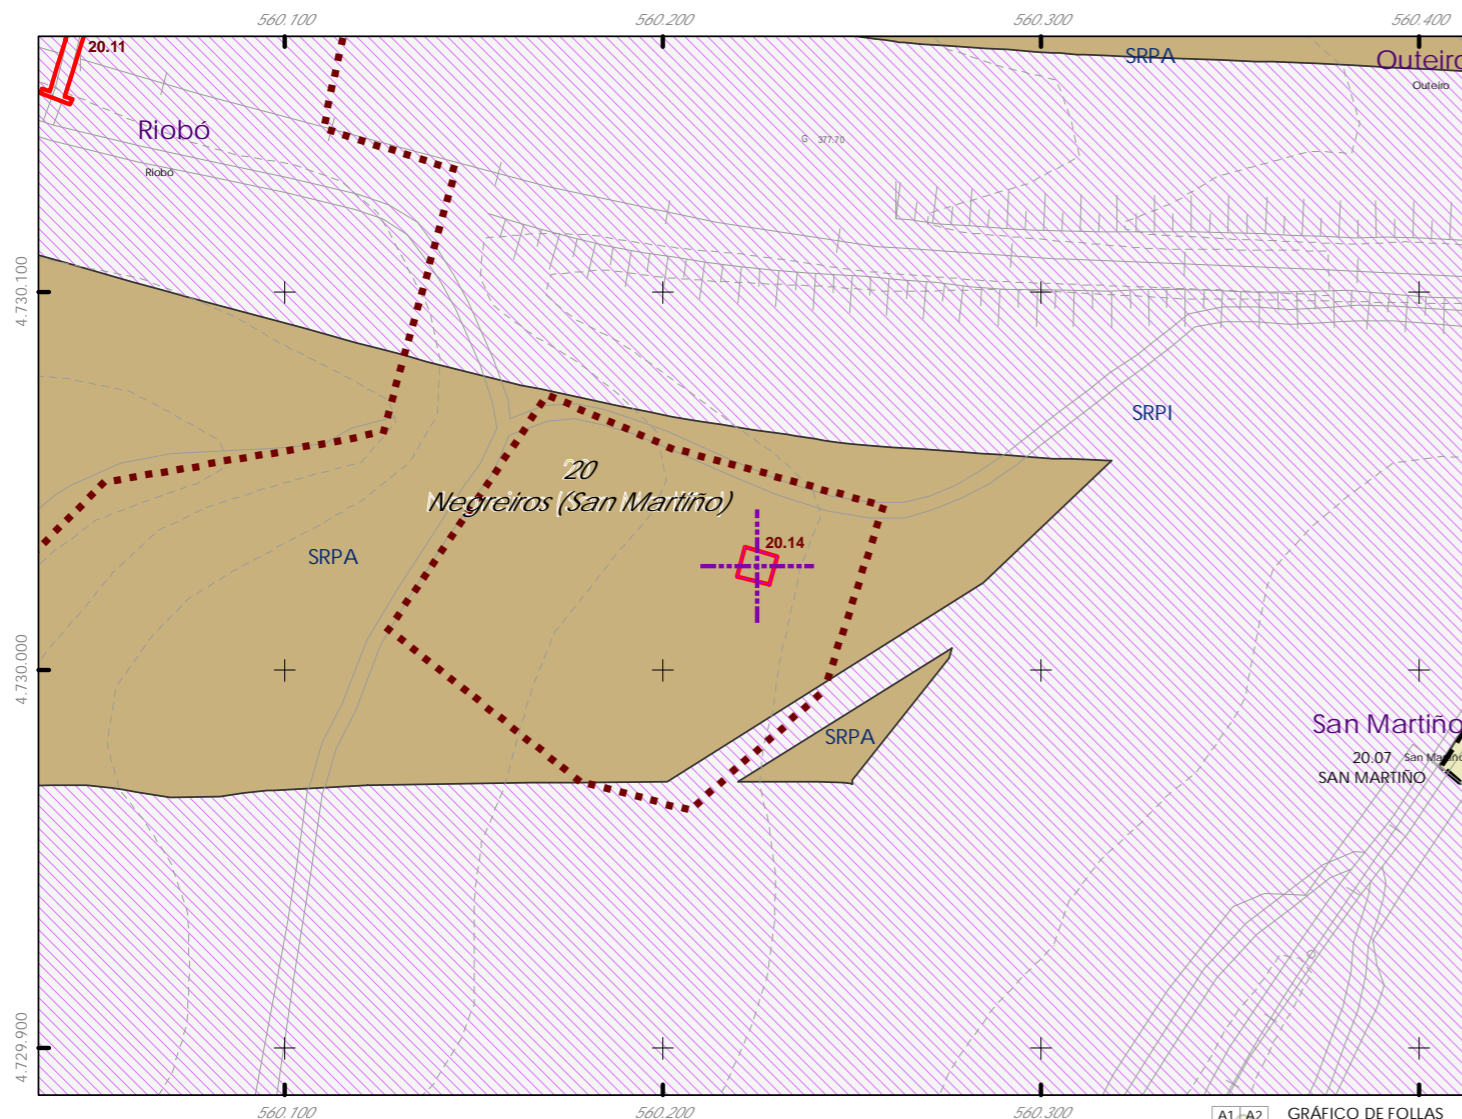 560.100
560.200
560.300
560.400
20.11
SRPA
Outeiro
Outeiro
Riobó
G 377.70
Riobó
4.730.100
SRPI
20
Negreiros (San Martiño)
20.14
SRPA
4.730.000
San Martiño
SRPA
20.07
SAN MARTIÑO
4.729.900
560.100
560.200
560.300
A1 A2 GRÁFICO DE FOLLAS